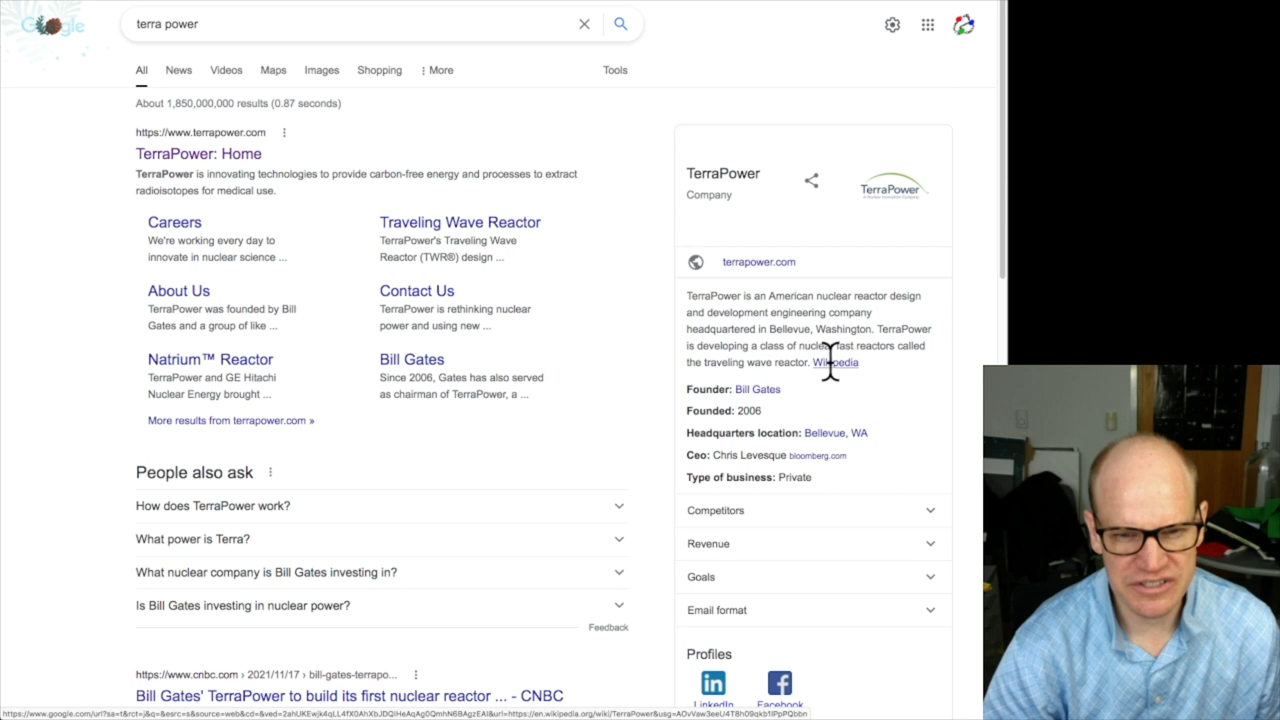 Google
terra power
All
News
Videos
Maps
Images
Shopping
More
Tools
About 1,850,000,000 results (0.87 seconds)
https://www.terrapower.com
TerraPower: Home
TerraPower is innovating technologies to provide carbon-free energy and processes to extract
radioisotopes for medical use.
Careers
We're working every day to
innovate in nuclear science ...
Traveling Wave Reactor
TerraPower's Traveling Wave
Reactor (TWR®) design ...
About Us
TerraPower was founded by Bill
Gates and a group of like ...
Contact Us
TerraPower is rethinking nuclear
power and using new ...
Natrium™ Reactor
TerraPower and GE Hitachi
Nuclear Energy brought ...
Bill Gates
Since 2006, Gates has also served
as chairman of TerraPower, a ...
More results from terrapower.com »
People also ask
How does TerraPower work?
What power is Terra?
What nuclear company is Bill Gates investing in?
Is Bill Gates investing in nuclear power?
Feedback
https://www.cnbc.com › 2021/11/17 › bill-gates-terrapo...
Bill Gates' TerraPower to build its first nuclear reactor ... - CNBC
TerraPower
Company
TerraPower
A Nuclear Innovation Company
terrapower.com
TerraPower is an American nuclear reactor design
and development engineering company
headquartered in Bellevue, Washington. TerraPower
is developing a class of nuclear fast reactors called
the traveling wave reactor. Wikipedia
Founder: Bill Gates
Founded: 2006
Headquarters location: Bellevue, WA
Ceo: Chris Levesque bloomberg.com
Type of business: Private
Competitors
Revenue
Goals
Email format
Profiles
LinkedIn
Facebook